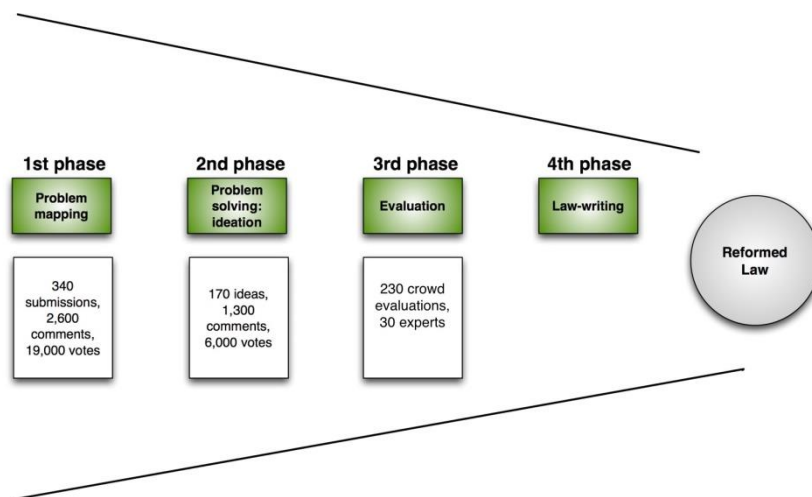 1st phase
2nd phase
3rd phase
4th phase
Problem
mapping
Problem
solving:
ideation
Evaluation
Law-writing
Reformed
Law
340
submissions,
2,600
comments,
19,000 votes
170 ideas,
1,300
comments,
6,000 votes
230 crowd
evaluations,
30 experts